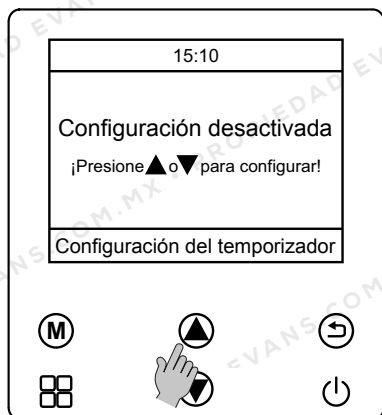 15:10
Configuración desactivada
¡Presione▲o▼para configurar!
Configuración del temporizador
M